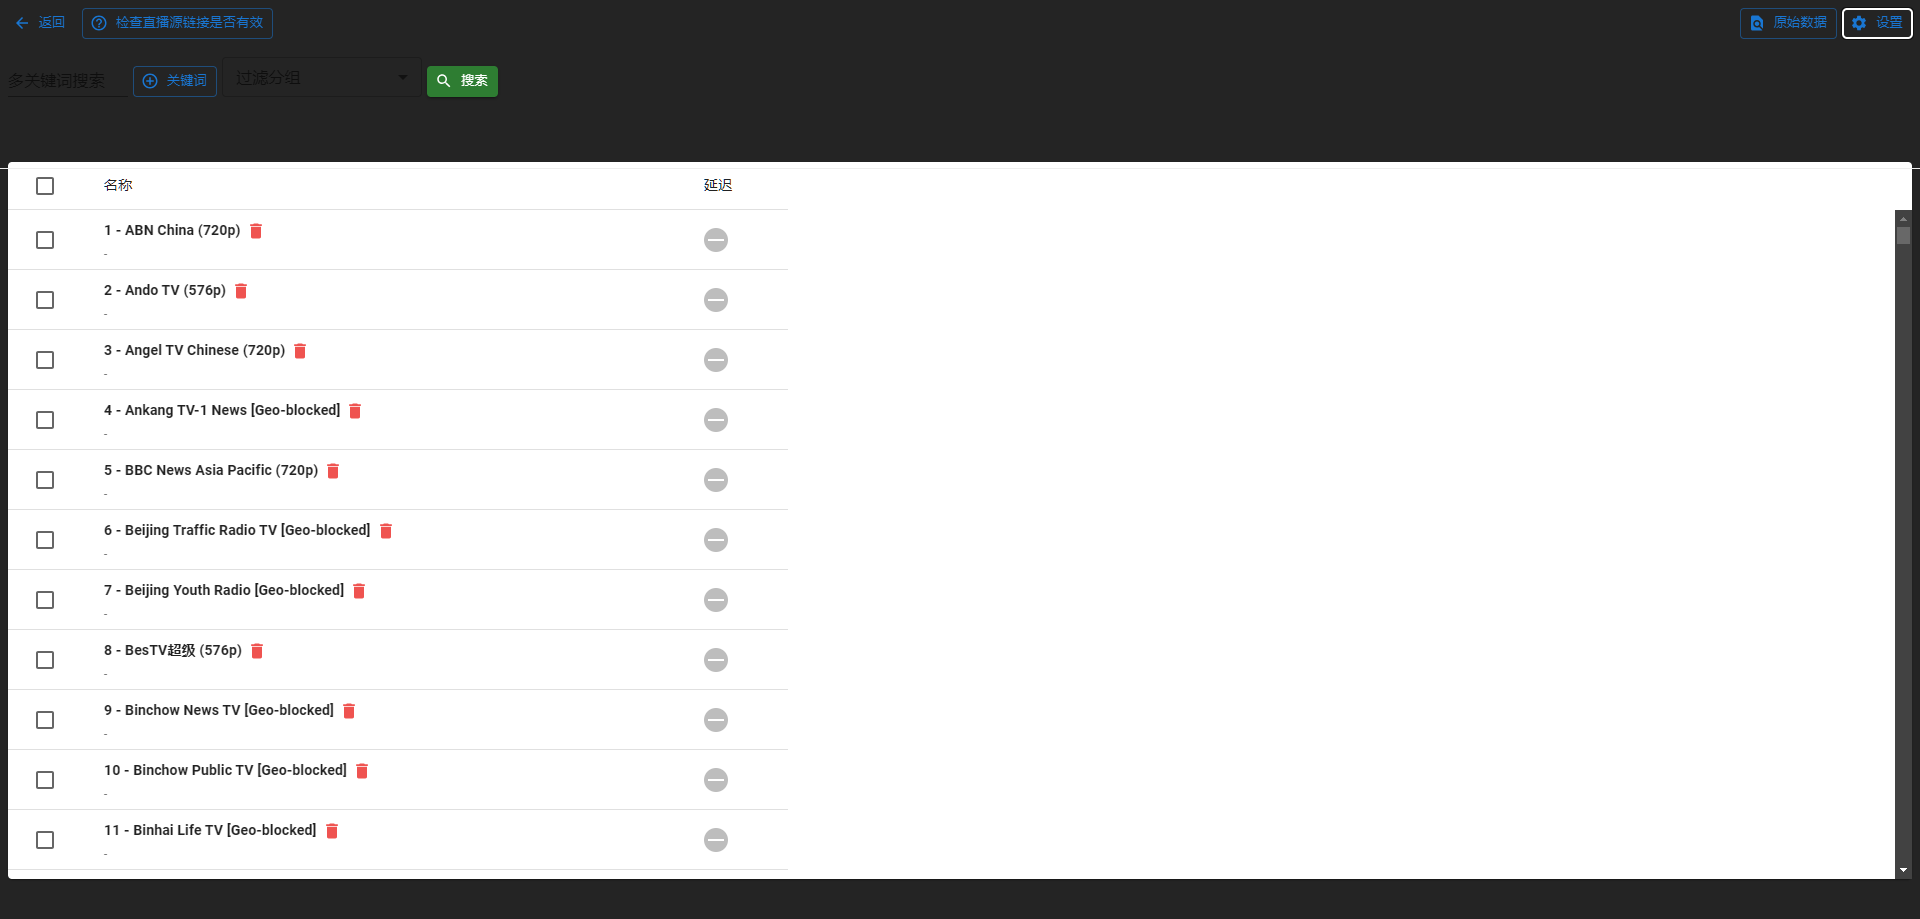 返回 检查直播源链接是否有效 原始数据 设置
多关键词搜索 关键词 过滤分组 搜索
名称 延迟
1 - ABN China (720p)
-
2 - Ando TV (576p)
-
3 - Angel TV Chinese (720p)
-
4 - Ankang TV-1 News [Geo-blocked]
-
5 - BBC News Asia Pacific (720p)
-
6 - Beijing Traffic Radio TV [Geo-blocked]
-
7 - Beijing Youth Radio [Geo-blocked]
-
8 - BesTV超级 (576p)
-
9 - Binchow News TV [Geo-blocked]
-
10 - Binchow Public TV [Geo-blocked]
-
11 - Binhai Life TV [Geo-blocked]
-